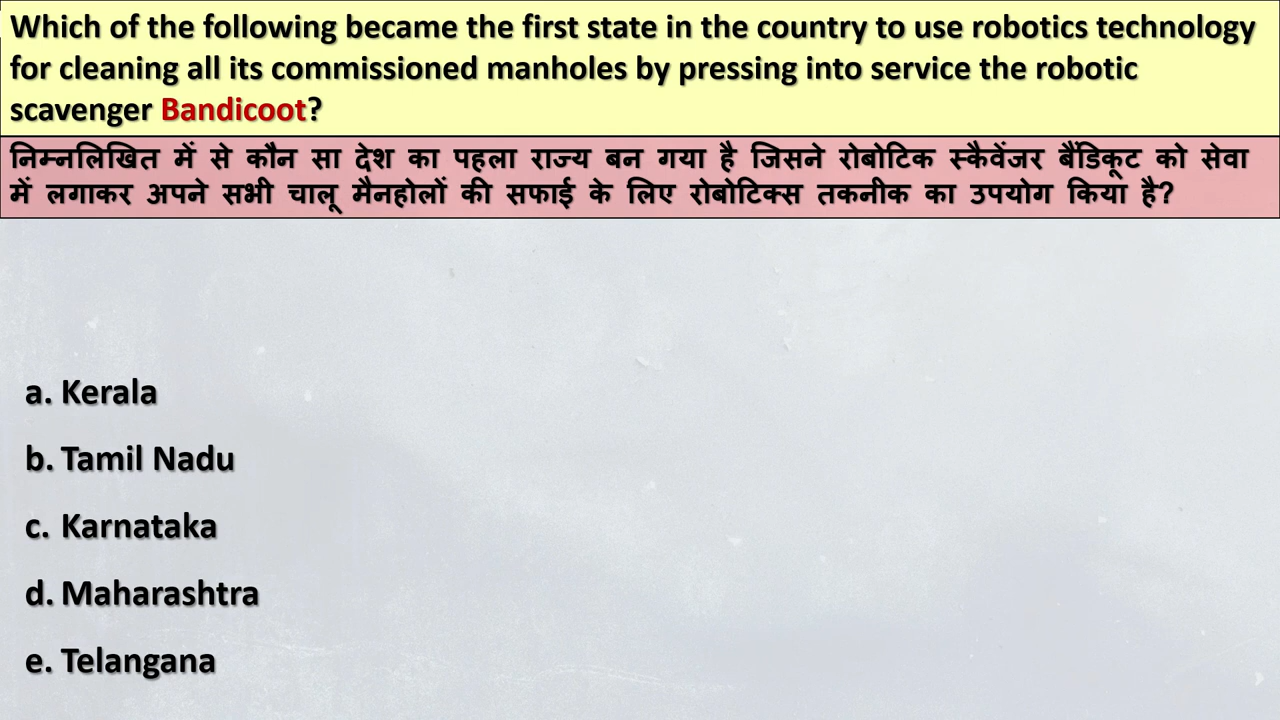 Which of the following became the first state in the country to use robotics technology
for cleaning all its commissioned manholes by pressing into service the robotic
scavenger Bandicoot?
निम्नलिखित में से कौन सा देश का पहला राज्य बन गया है जिसने रोबोटिक स्कैवेंजर बैंडिकूट को सेवा
में लगाकर अपने सभी चालू मैनहोलों की सफाई के लिए रोबोटिक्स तकनीक का उपयोग किया है?
a. Kerala
b. Tamil Nadu
c. Karnataka
d. Maharashtra
e. Telangana